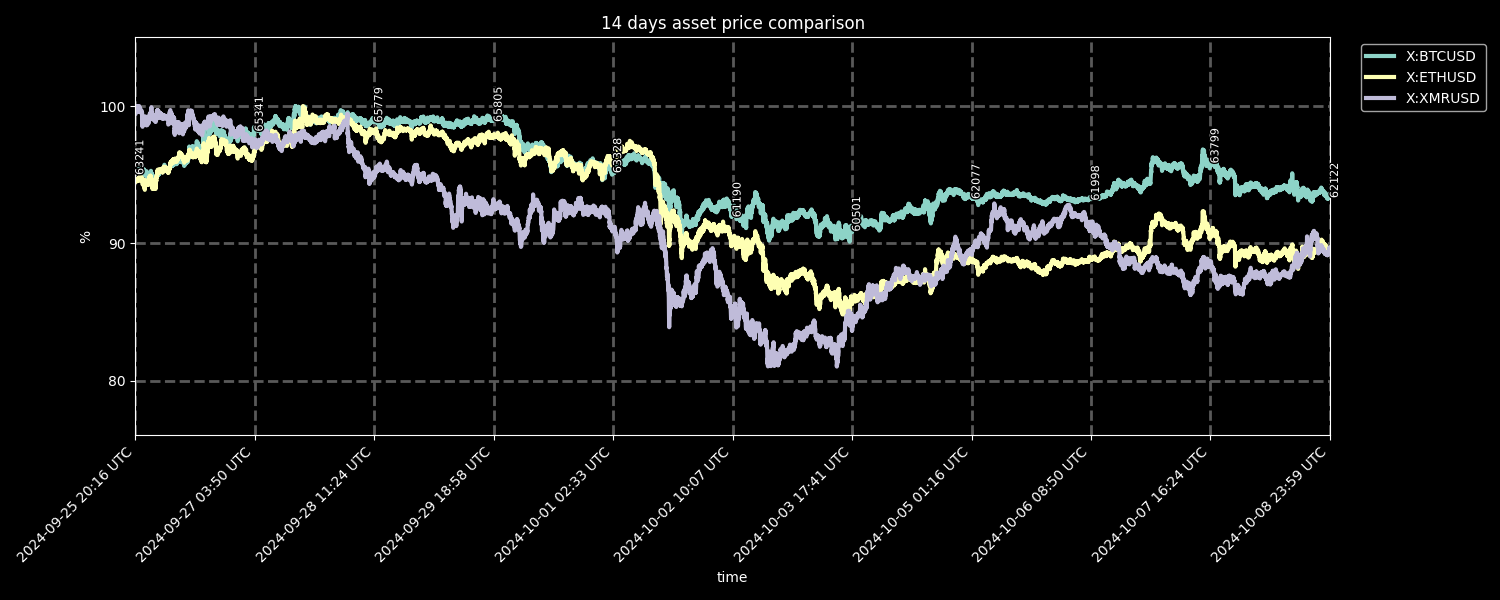 14 days asset price comparison
X:BTCUSD
X:ETHUSD
X:XMRUSD
100
90
80
%
63241
65341
65779
65805
63328
61190
60501
62077
61998
63799
62122
2024-09-25 20:16 UTC
2024-09-27 03:50 UTC
2024-09-28 11:24 UTC
2024-09-29 18:58 UTC
2024-10-01 02:33 UTC
2024-10-02 10:07 UTC
2024-10-03 17:41 UTC
2024-10-05 01:16 UTC
2024-10-06 08:50 UTC
2024-10-07 16:24 UTC
2024-10-08 23:59 UTC
time